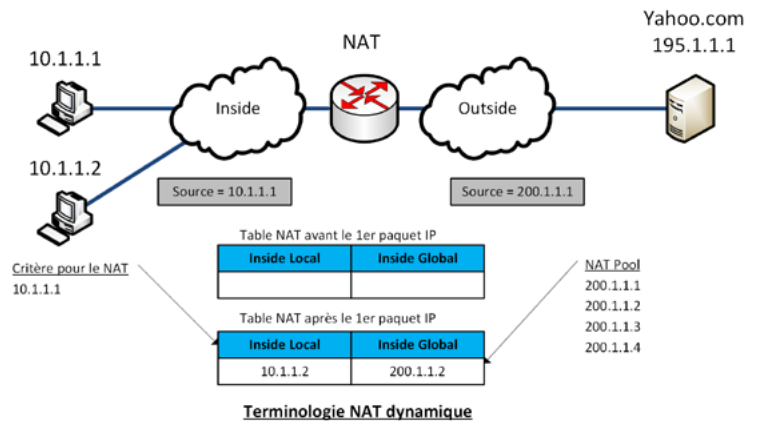 Yahoo.com
195.1.1.1
NAT
10.1.1.1
Inside
Outside
10.1.1.2
Source = 10.1.1.1
Source = 200.1.1.1
Table NAT avant le 1er paquet IP
Inside Local
Inside Global
Critère pour le NAT
10.1.1.1
NAT Pool
200.1.1.1
200.1.1.2
200.1.1.3
200.1.1.4
Table NAT après le 1er paquet IP
Inside Local
Inside Global
10.1.1.2
200.1.1.2
Terminologie NAT dynamique